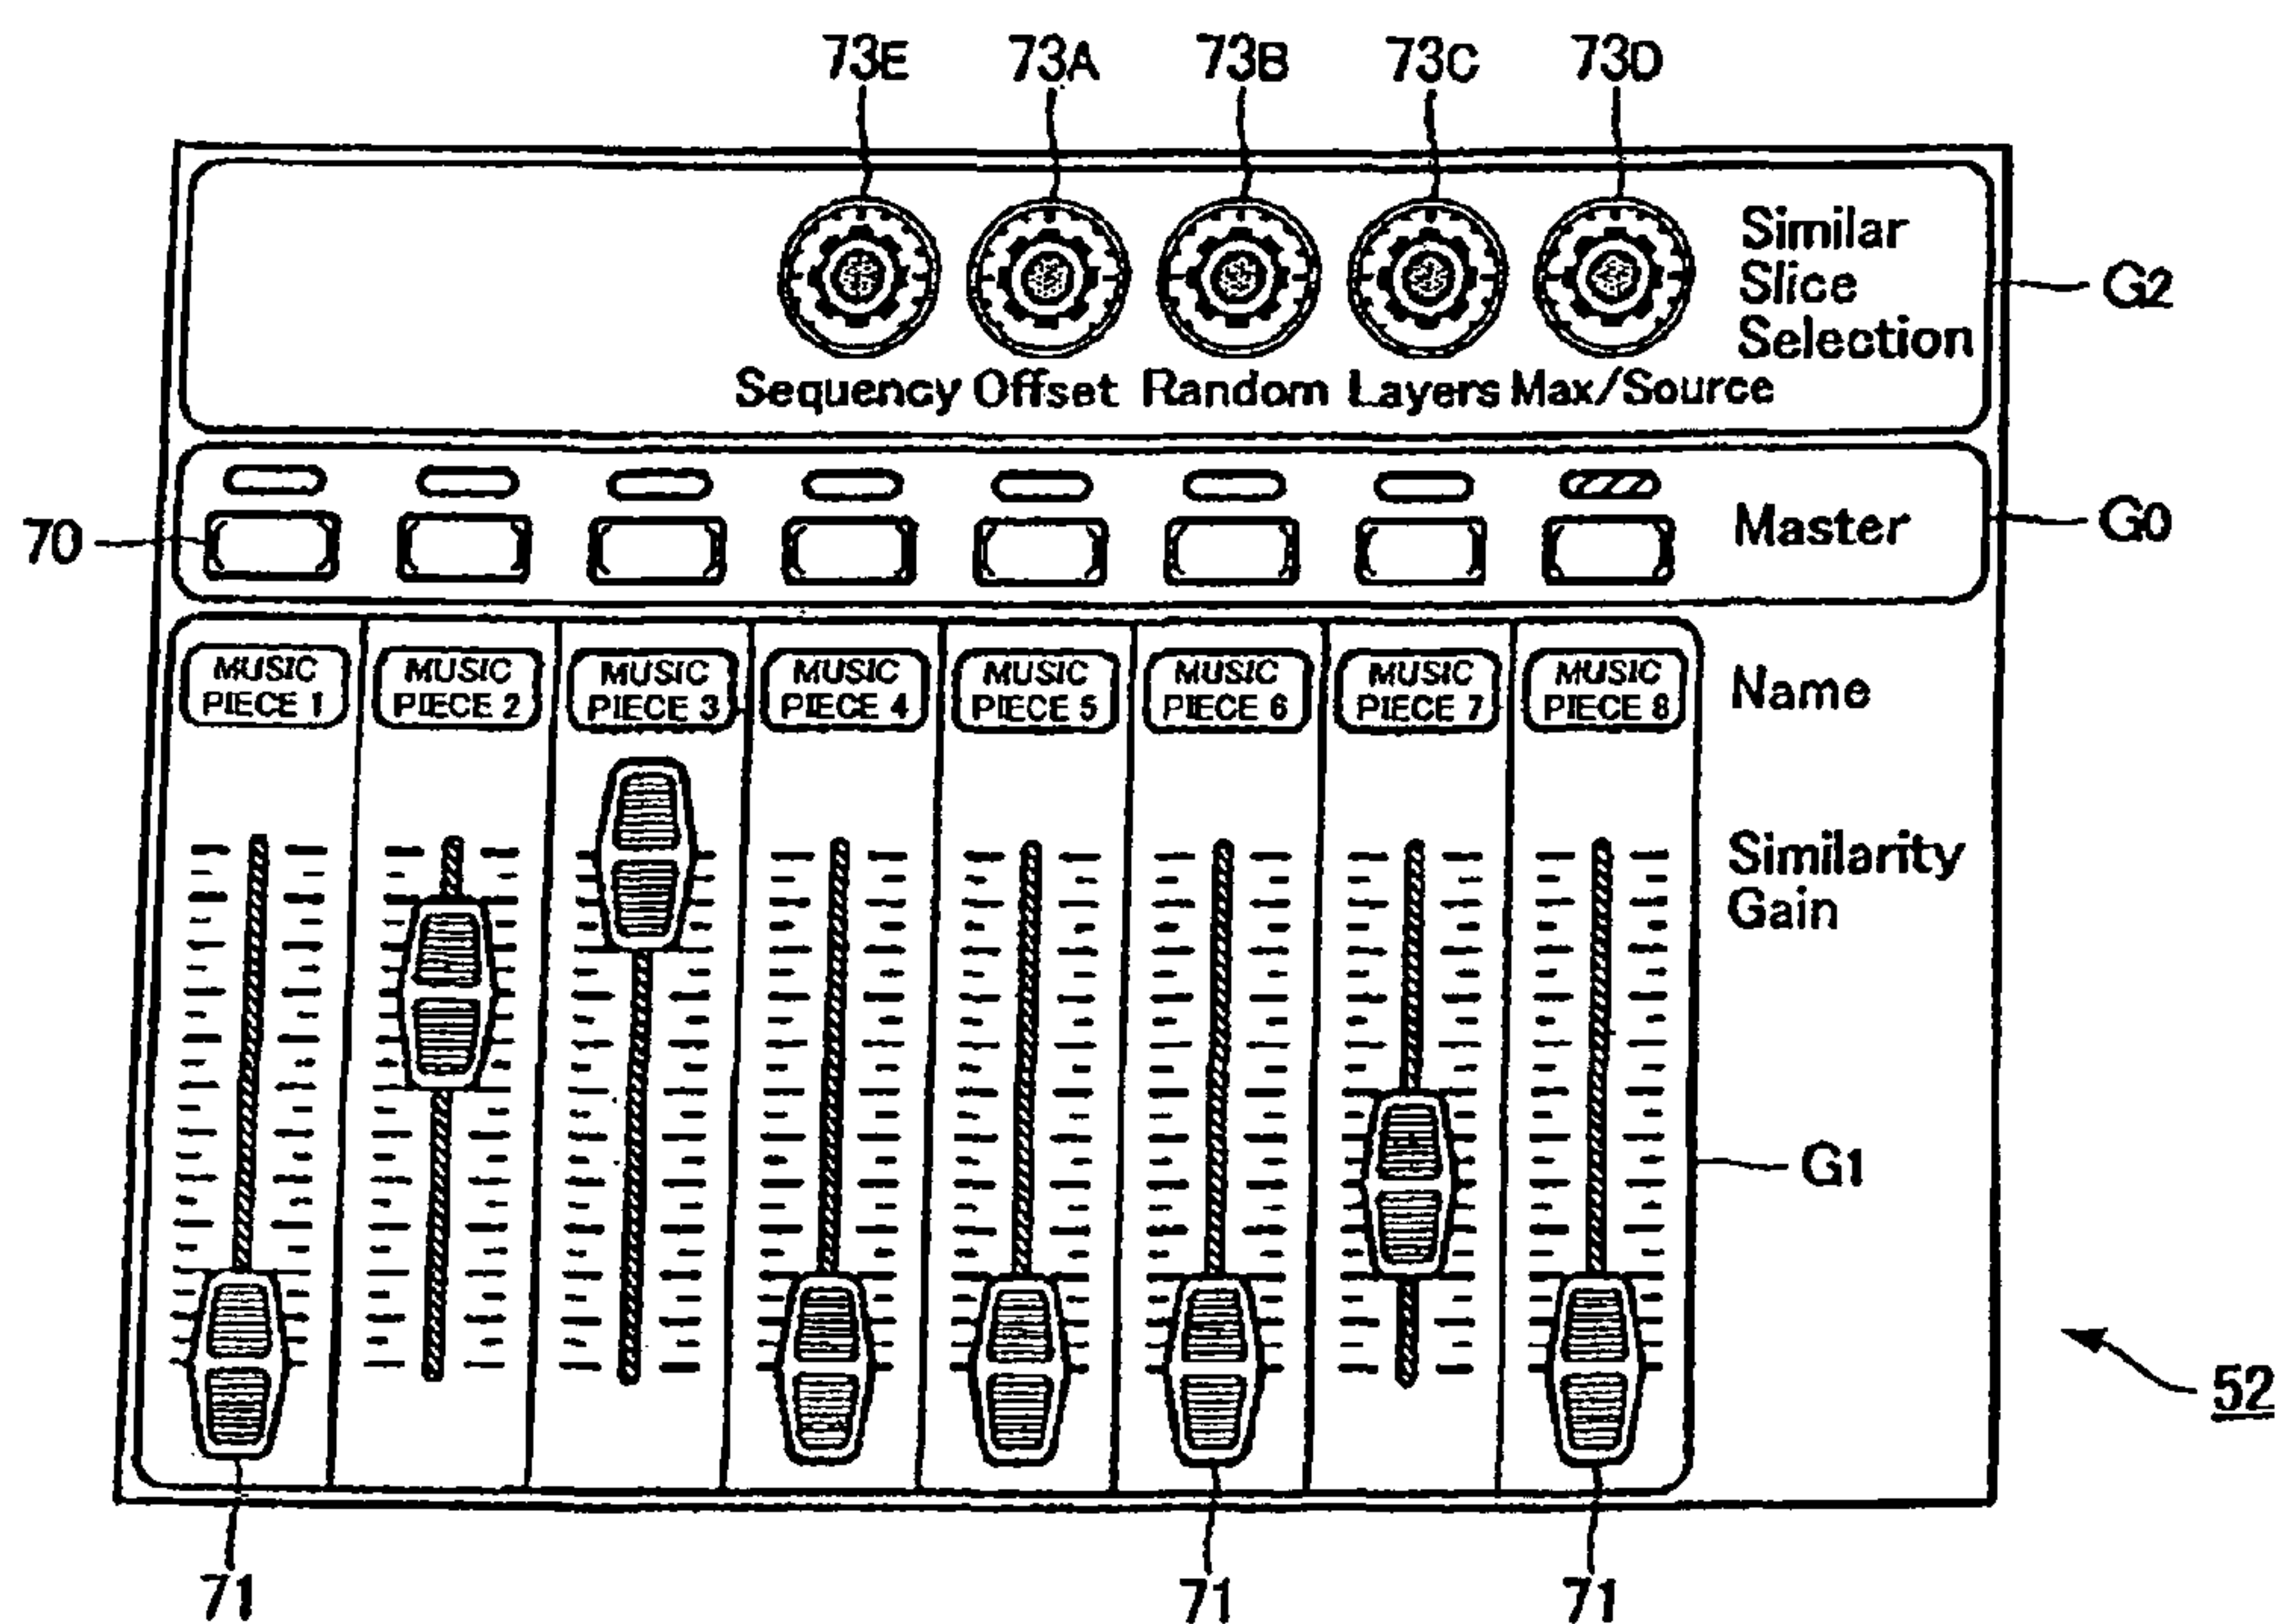 73E 73A 73B 73C 73D
Similar
Slice
Selection
G2
Sequency Offset Random Layers Max/Source
70
Master
G0
MUSIC
PIECE 1
MUSIC
PIECE 2
MUSIC
PIECE 3
MUSIC
PIECE 4
MUSIC
PIECE 5
MUSIC
PIECE 6
MUSIC
PIECE 7
MUSIC
PIECE 8
Name
Similarity
Gain
G1
52
71 71 71